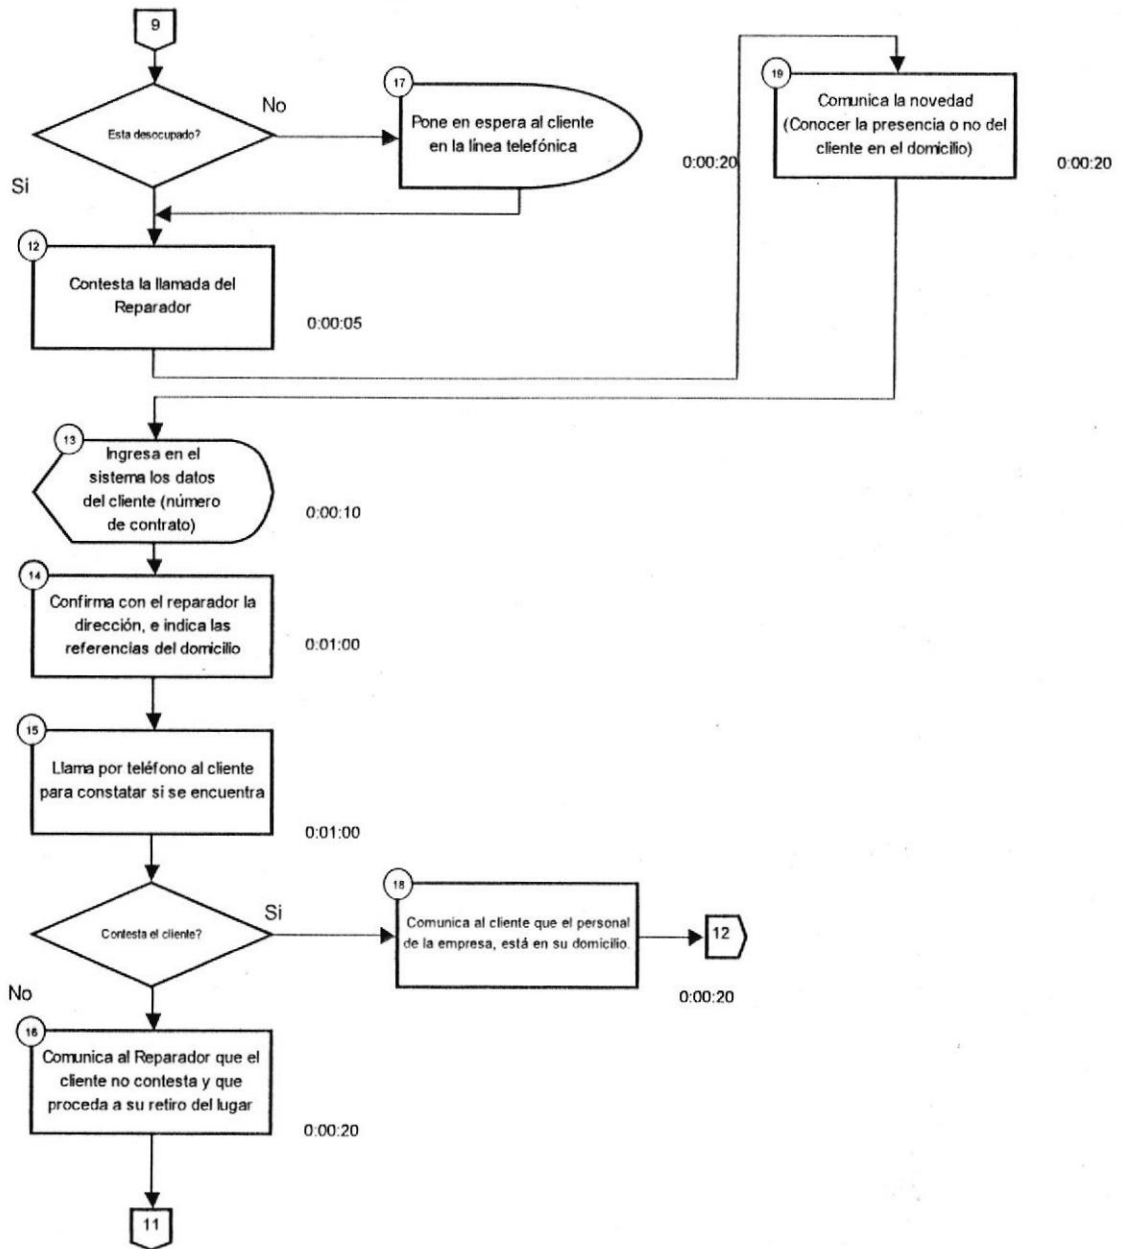 9
Esta desocupado?
No
Si
17
Pone en espera al cliente
en la línea telefónica
0:00:20
19
Comunica la novedad
(Conocer la presencia o no del
cliente en el domicilio)
0:00:20
12
Contesta la llamada del
Reparador
0:00:05
13
Ingresa en el
sistema los datos
del cliente (número
de contrato)
0:00:10
14
Confirma con el reparador la
dirección, e indica las
referencias del domicilio
0:01:00
15
Llama por teléfono al cliente
para constatar si se encuentra
0:01:00
Contesta el cliente?
Si
No
18
Comunica al cliente que el personal
de la empresa, está en su domicilio.
0:00:20
12
16
Comunica al Reparador que el
cliente no contesta y que
proceda a su retiro del lugar
0:00:20
11